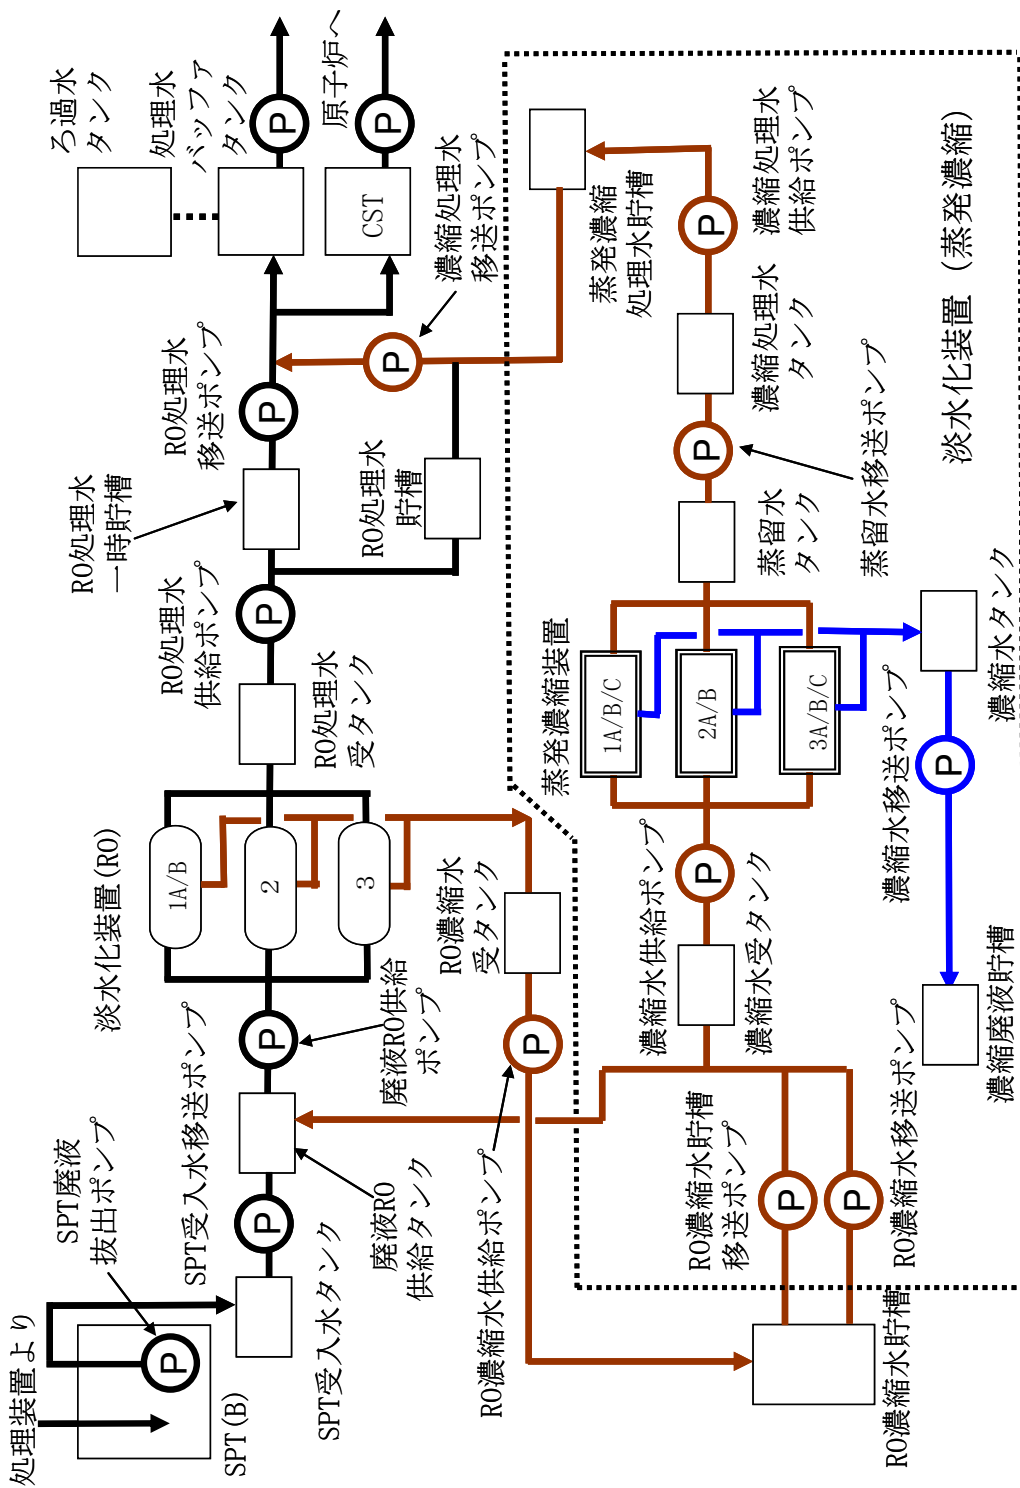 処理装置より
SPT(B)
P
SPT廃液
抜出ポンプ
SPT受入水タンク
P
SPT受入水移送ポンプ
廃液RO
供給タンク
P
廃液RO供給
ポンプ
淡水化装置(RO)
1A/B
2
3
RO処理水
受タンク
P
RO処理水
供給ポンプ
RO処理水
一時貯槽
RO処理水
貯槽
P
RO処理水
移送ポンプ
P
濃縮処理水
移送ポンプ
ろ過水
タンク
処理水
バッファ
タンク
CST
P
P
原子炉へ
RO濃縮水
受タンク
P
RO濃縮水供給ポンプ
RO濃縮水貯槽
P
RO濃縮水貯槽
移送ポンプ
P
RO濃縮水移送ポンプ
濃縮水受タンク
P
濃縮水供給ポンプ
蒸発濃縮装置
1A/B/C
2A/B
3A/B/C
蒸留水
タンク
P
蒸留水移送ポンプ
濃縮処理水
タンク
P
濃縮処理水
供給ポンプ
蒸発濃縮
処理水貯槽
濃縮水タンク
P
濃縮水移送ポンプ
濃縮廃液貯槽
淡水化装置(蒸発濃縮)